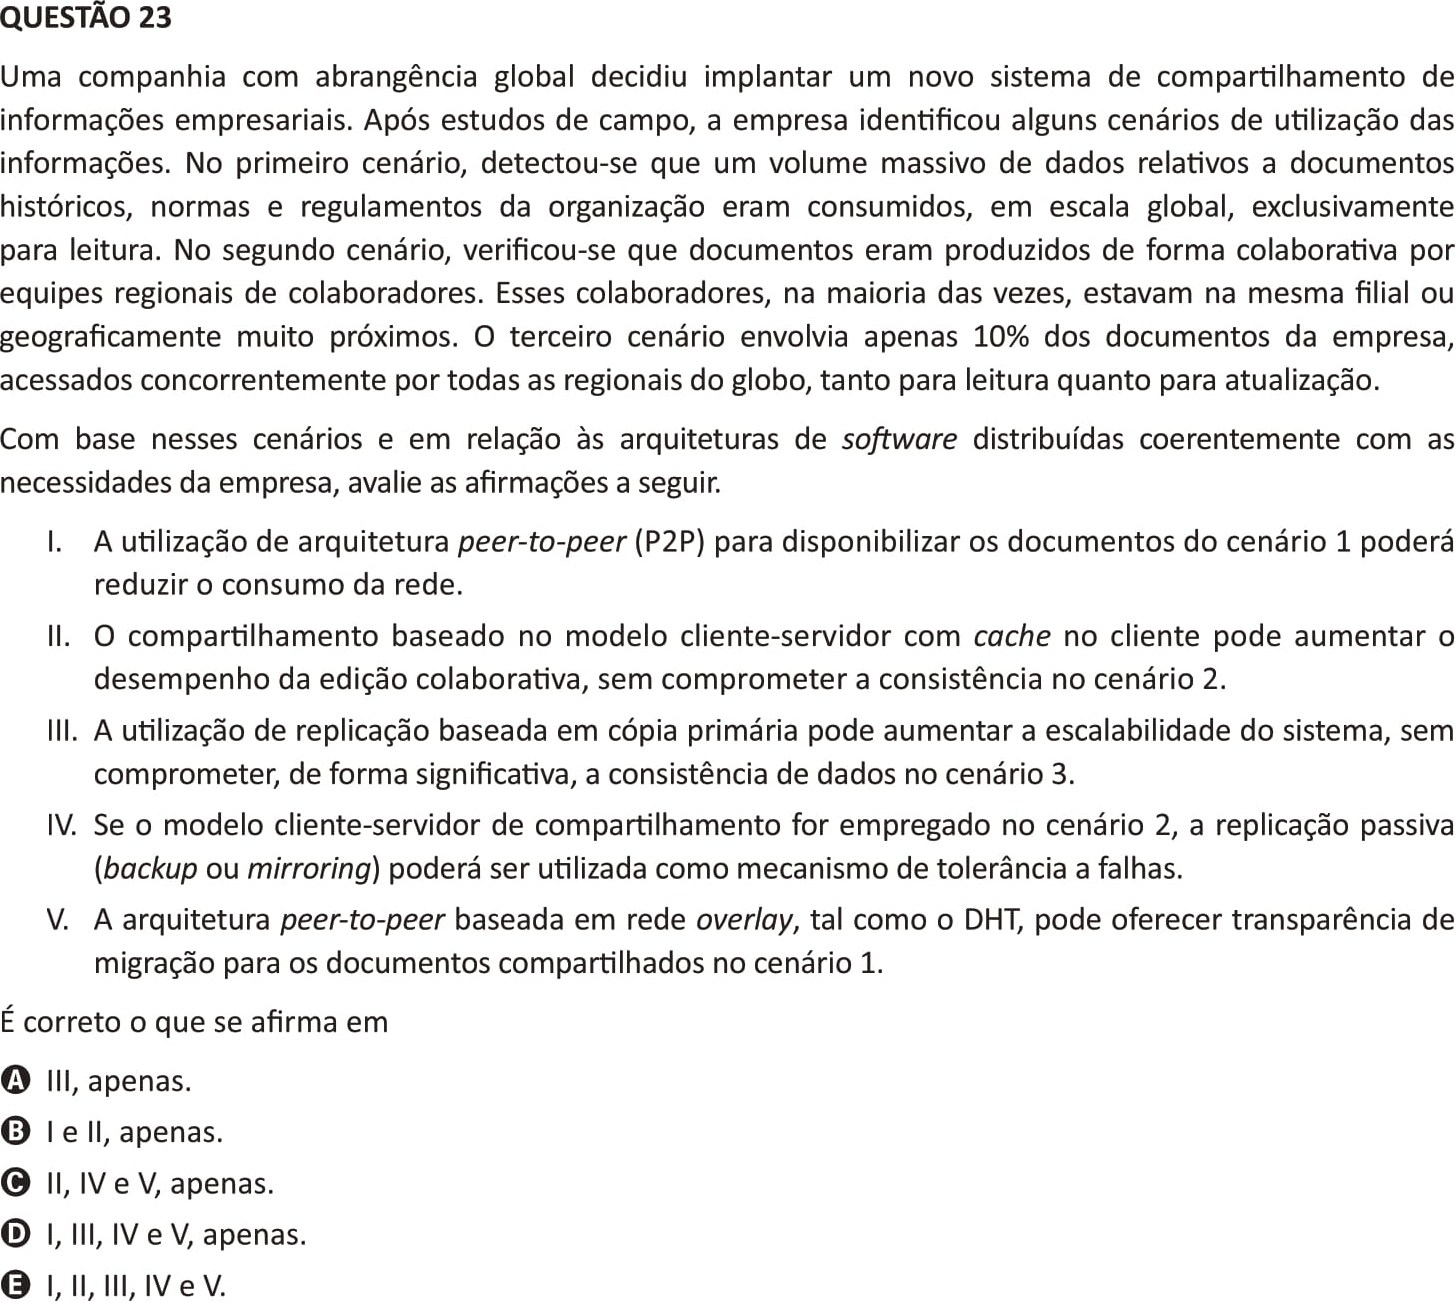 QUESTÃO 23
Uma companhia com abrangência global decidiu implantar um novo sistema de compartilhamento de
informações empresariais. Após estudos de campo, a empresa identificou alguns cenários de utilização das
informações. No primeiro cenário, detectou-se que um volume massivo de dados relativos a documentos
históricos, normas e regulamentos da organização eram consumidos, em escala global, exclusivamente
para leitura. No segundo cenário, verificou-se que documentos eram produzidos de forma colaborativa por
equipes regionais de colaboradores. Esses colaboradores, na maioria das vezes, estavam na mesma filial ou
geograficamente muito próximos. O terceiro cenário envolvia apenas 10% dos documentos da empresa,
acessados concorrentemente por todas as regionais do globo, tanto para leitura quanto para atualização.
Com base nesses cenários e em relação às arquiteturas de software distribuídas coerentemente com as
necessidades da empresa, avalie as afirmações a seguir.
I. A utilização de arquitetura peer-to-peer (P2P) para disponibilizar os documentos do cenário 1 poderá
reduzir o consumo da rede.
II. O compartilhamento baseado no modelo cliente-servidor com cache no cliente pode aumentar o
desempenho da edição colaborativa, sem comprometer a consistência no cenário 2.
III. A utilização de replicação baseada em cópia primária pode aumentar a escalabilidade do sistema, sem
comprometer, de forma significativa, a consistência de dados no cenário 3.
IV. Se o modelo cliente-servidor de compartilhamento for empregado no cenário 2, a replicação passiva
(backup ou mirroring) poderá ser utilizada como mecanismo de tolerância a falhas.
V. A arquitetura peer-to-peer baseada em rede overlay, tal como o DHT, pode oferecer transparência de
migração para os documentos compartilhados no cenário 1.
É correto o que se afirma em
A III, apenas.
B I e II, apenas.
C II, IV e V, apenas.
D I, III, IV e V, apenas.
E I, II, III, IV e V.